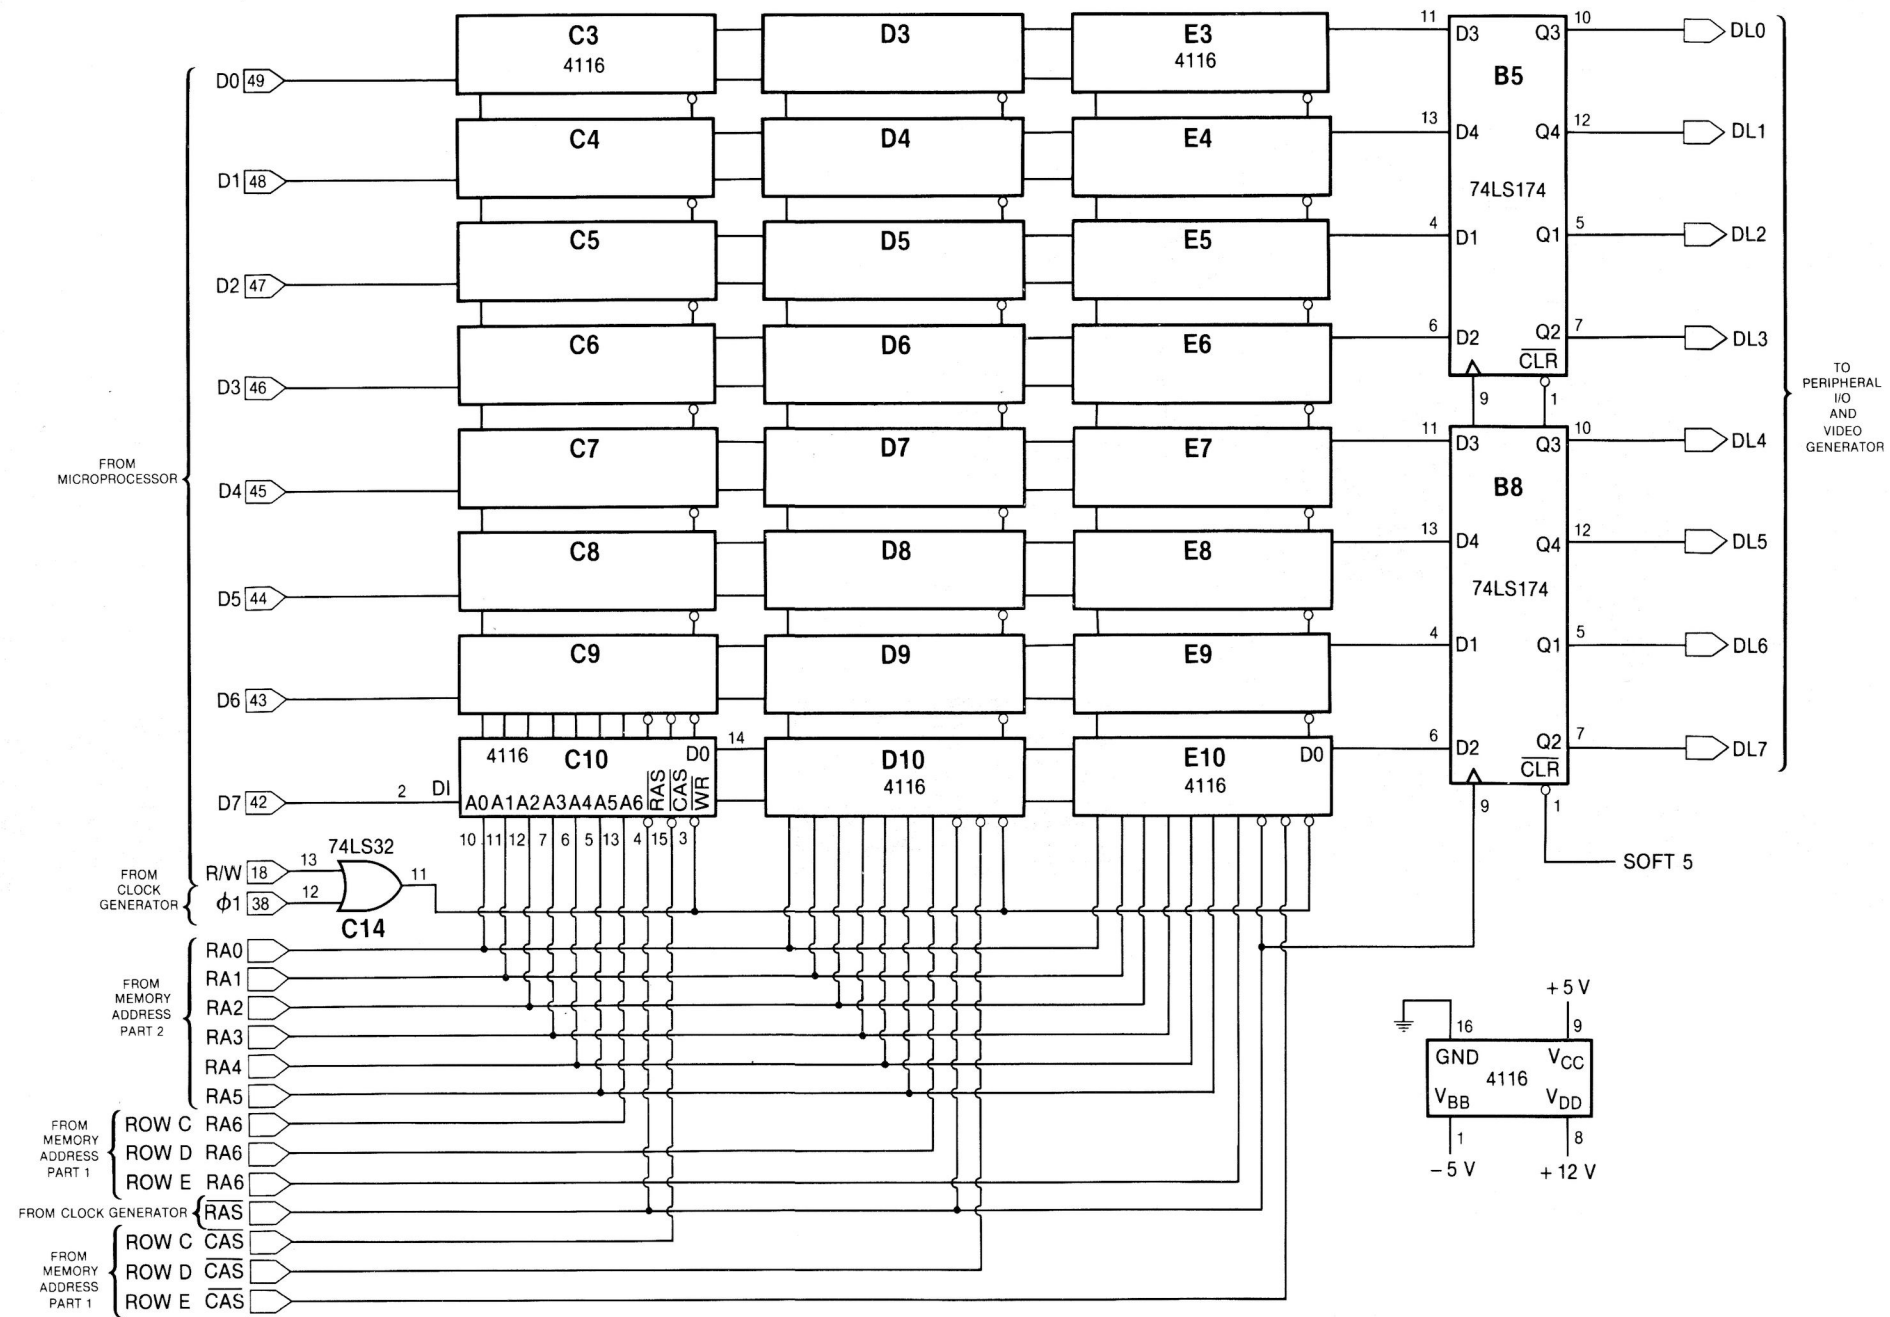 C3 4116
D3
E3 4116
11 D3 Q3 10 DL0
D0 49
B5
C4 D4 E4
13 D4 Q4 12 DL1
D1 48
74LS174
C5 D5 E5
4 D1 Q1 5 DL2
D2 47
C6 D6 E6
6 D2 Q2 7 DL3
CLR
D3 46
9 1
TO
PERIPHERAL
I/O
AND
VIDEO
GENERATOR
C7 D7 E7
11 D3 Q3 10 DL4
FROM
MICROPROCESSOR
D4 45
B8
C8 D8 E8
13 D4 Q4 12 DL5
D5 44
74LS174
C9 D9 E9
4 D1 Q1 5 DL6
D6 43
4116 C10 D0 14
D10 4116
E10 4116 D0
6 D2 Q2 7 DL7
CLR
D7 42 2 DI
A0 A1 A2 A3 A4 A5 A6 RAS CAS WR
10 11 12 7 6 5 13 4 15 3
9 1
SOFT 5
74LS32
R/W 18 13
11
ϕ1 38 12
C14
FROM
CLOCK
GENERATOR
RA0
RA1
RA2
RA3
RA4
RA5
FROM
MEMORY
ADDRESS
PART 2
ROW C RA6
ROW D RA6
ROW E RA6
FROM
MEMORY
ADDRESS
PART 1
FROM CLOCK GENERATOR RAS
ROW C CAS
ROW D CAS
ROW E CAS
FROM
MEMORY
ADDRESS
PART 1
+5 V
16 9
GND VCC
4116
VBB VDD
1 8
−5 V +12 V